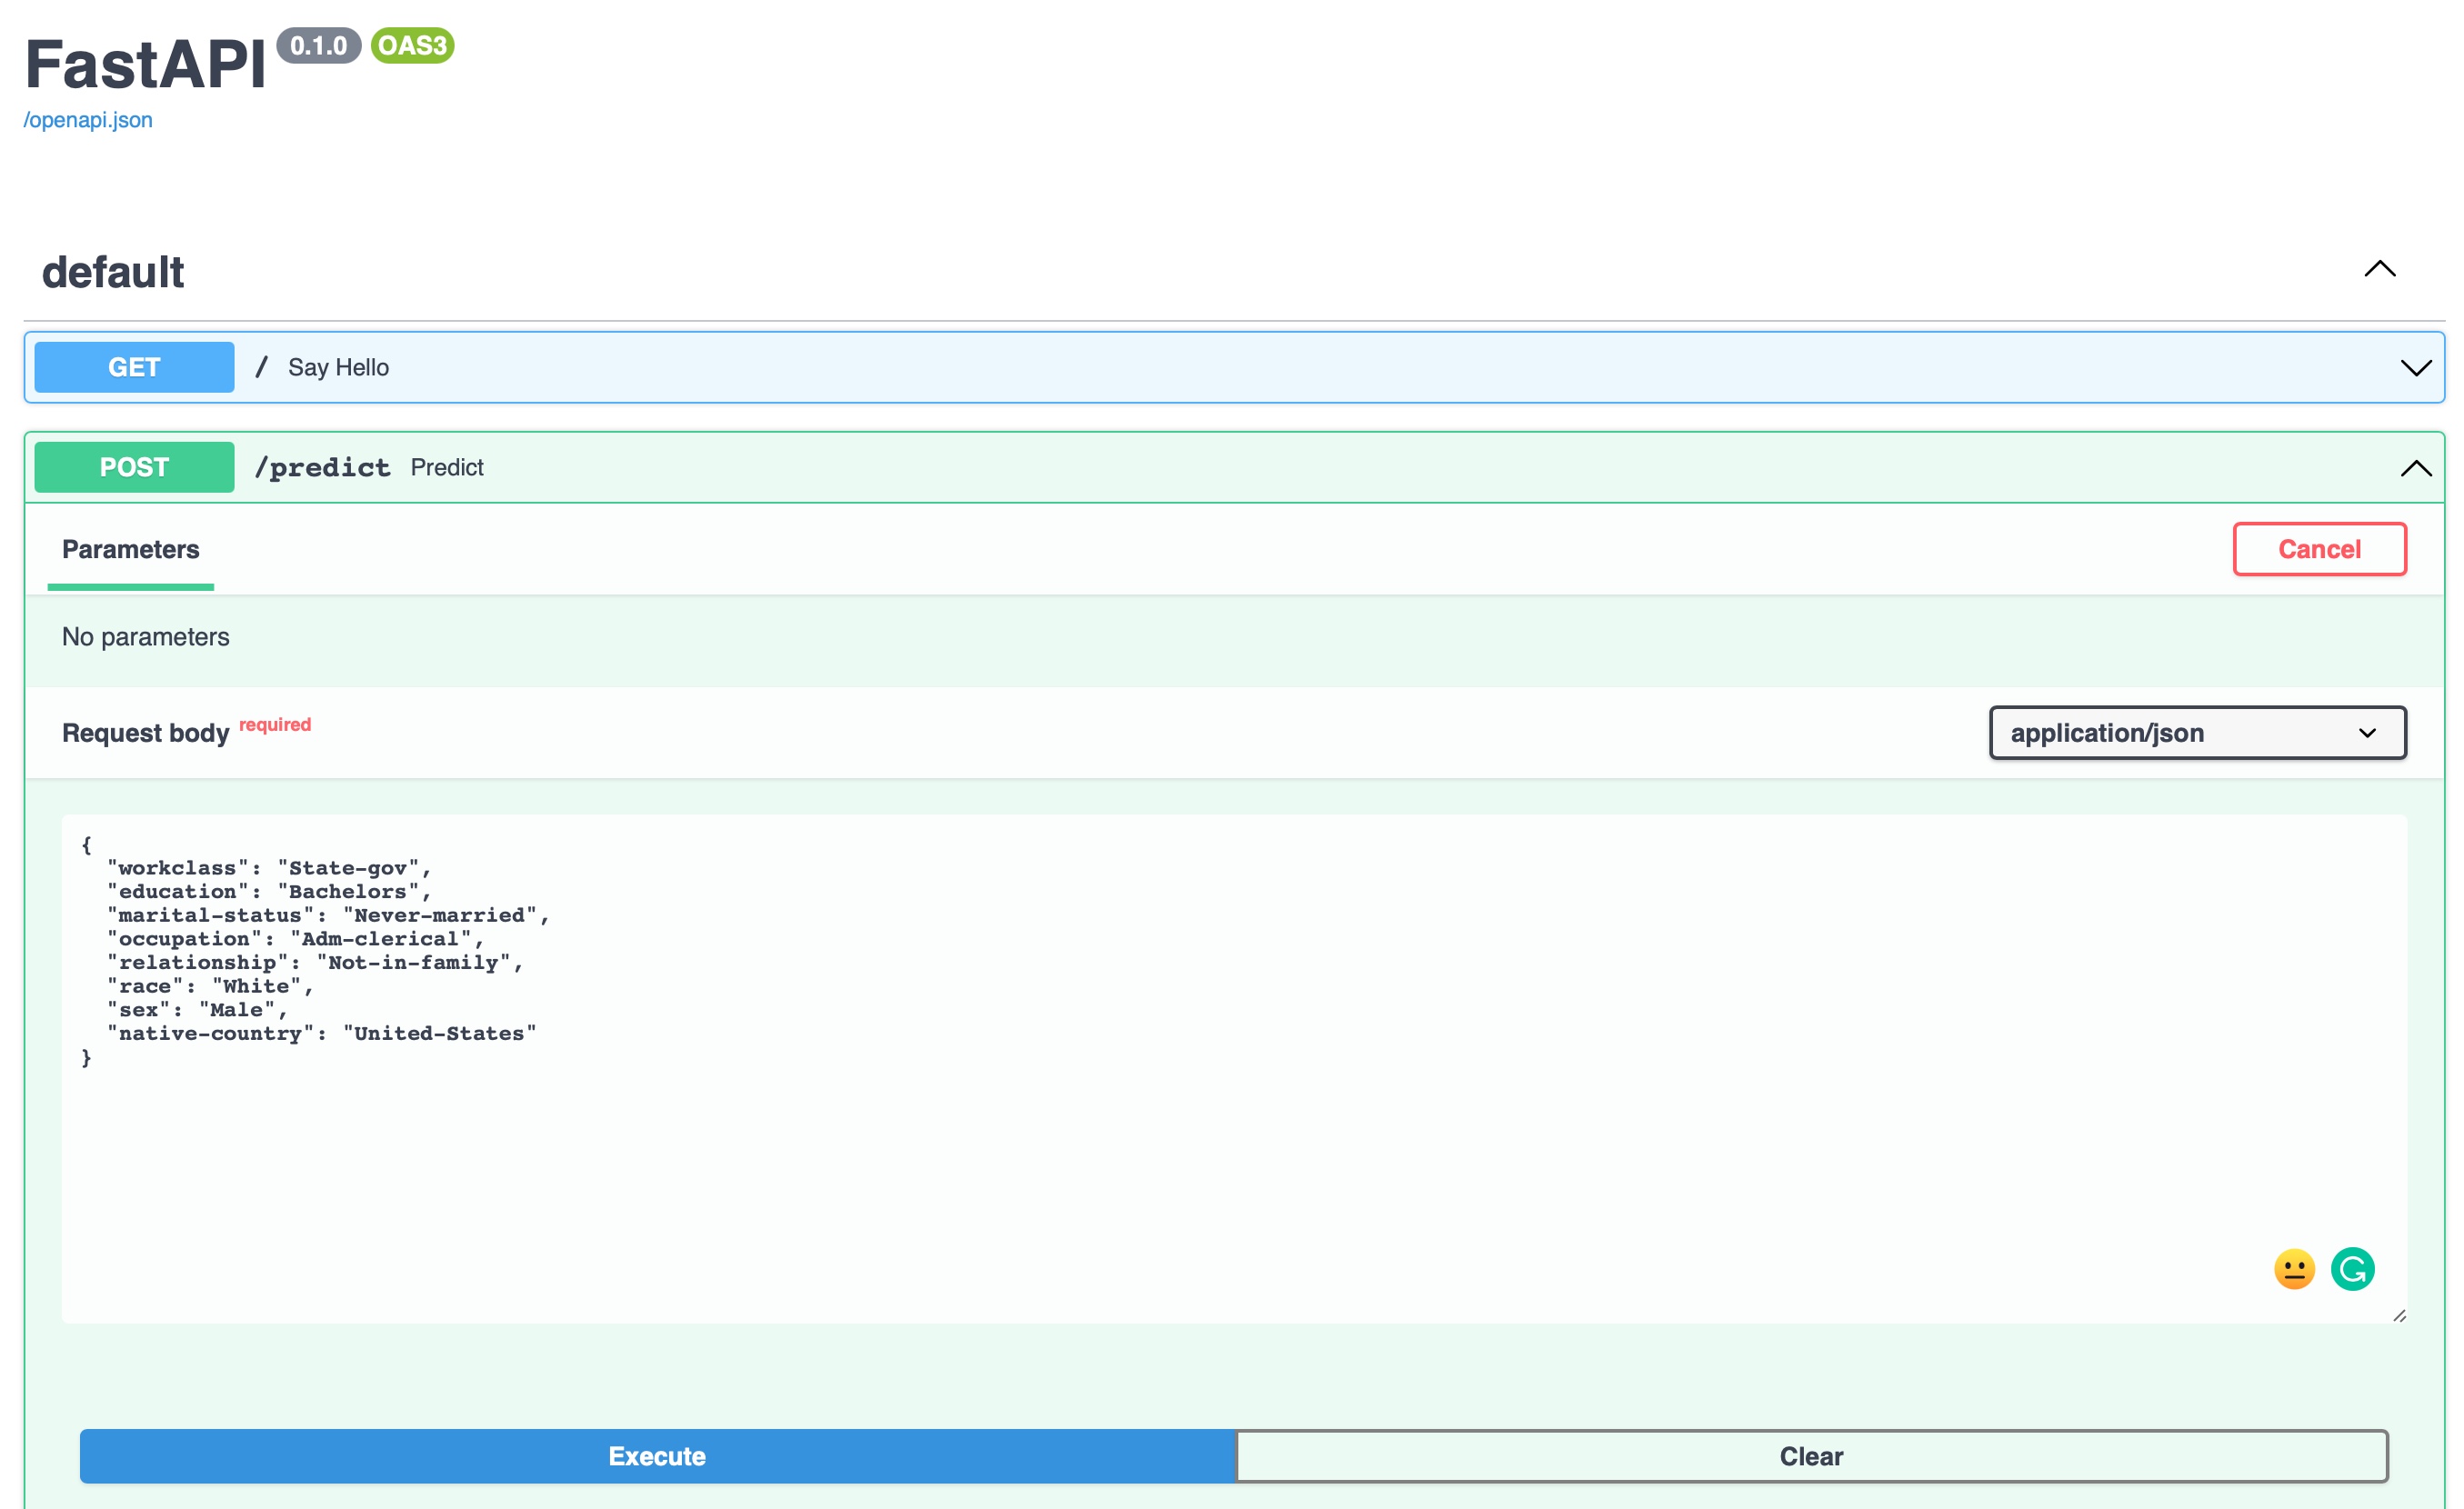 FastAPI 0.1.0 OAS3
/openapi.json
default
GET / Say Hello
POST /predict Predict
Parameters Cancel
No parameters
Request body required application/json
{
  "workclass": "State-gov",
  "education": "Bachelors",
  "marital-status": "Never-married",
  "occupation": "Adm-clerical",
  "relationship": "Not-in-family",
  "race": "White",
  "sex": "Male",
  "native-country": "United-States"
}
Execute Clear